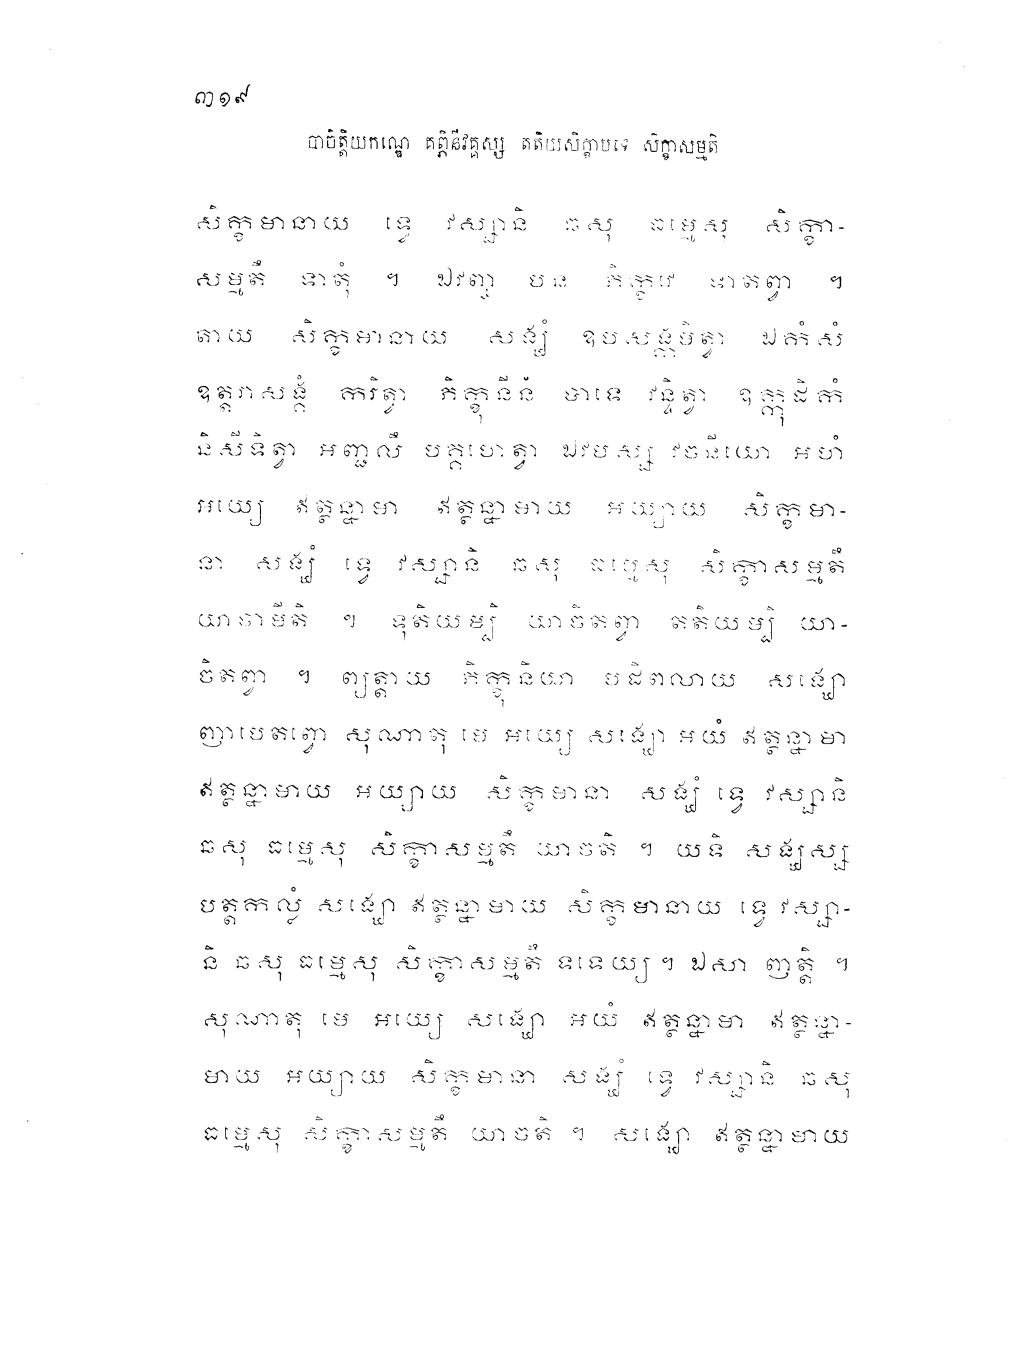 ៣១៩
បាចិត្តិយកណ្ឌេ គព្ភិនីវគ្គស្ស តតិយសិក្ខាបទេ សិក្ខាសម្មតិ
សិក្ខមានាយ ទ្វេ វស្សានិ ឆសុ ធម្មេសុ សិក្ខា-
សម្មតឹ ទាតុំ ។ ឯវញ្ច បន ភិក្ខវេ ទាតព្វា ។
តាយ សិក្ខមានាយ សង្ឃំ ឧបសង្កមិត្វា ឯកំសំ
ឧត្តរាសង្គំ ករិត្វា ភិក្ខុនីនំ បាទេ វន្ទិត្វា ឧក្កុដិកំ
និសីទិត្វា អញ្ជលឹ បគ្គហេត្វា ឯវមស្ស វចនីយោ អហំ
អយ្យេ ឥត្ថន្នាមា ឥត្ថន្នាមាយ អយ្យាយ សិក្ខមា-
នា សង្ឃំ ទ្វេ វស្សានិ ឆសុ ធម្មេសុ សិក្ខាសម្មតឹ
យាចាមីតិ ។ ទុតិយម្បិ យាចិតព្វា តតិយម្បិ យា-
ចិតព្វា ។ ព្យត្តាយ ភិក្ខុនិយា បដិពលាយ សង្ឃោ
ញាបេតព្វោ សុណាតុ មេ អយ្យេ សង្ឃោ អយំ ឥត្ថន្នាមា
ឥត្ថន្នាមាយ អយ្យាយ សិក្ខមានា សង្ឃំ ទ្វេ វស្សានិ
ឆសុ ធម្មេសុ សិក្ខាសម្មតឹ យាចតិ ។ យទិ សង្ឃស្ស
បត្តកល្លំ សង្ឃោ ឥត្ថន្នាមាយ សិក្ខមានាយ ទ្វេ វស្សា-
និ ឆសុ ធម្មេសុ សិក្ខាសម្មតឹ ទទេយ្យ ។ ឯសា ញត្តិ ។
សុណាតុ មេ អយ្យេ សង្ឃោ អយំ ឥត្ថន្នាមា ឥត្ថន្នា-
មាយ អយ្យាយ សិក្ខមានា សង្ឃំ ទ្វេ វស្សានិ ឆសុ
ធម្មេសុ សិក្ខាសម្មតឹ យាចតិ ។ សង្ឃោ ឥត្ថន្នាមាយ